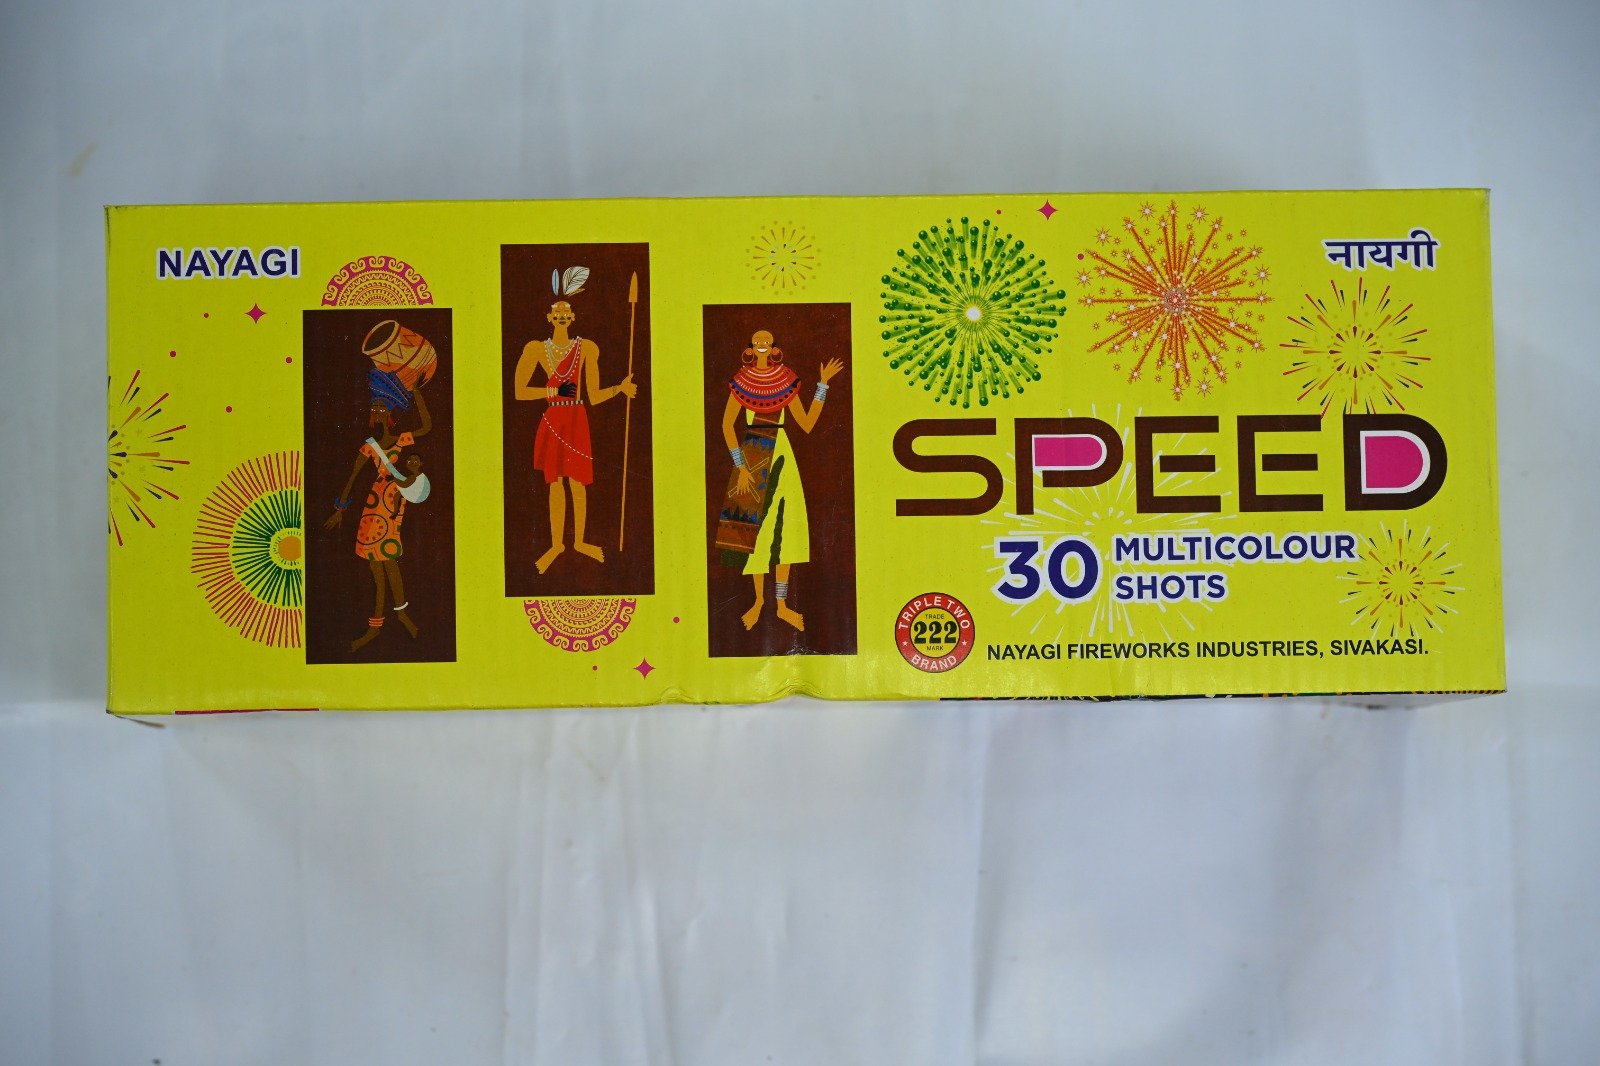 NAYAGI
नायगी
SPEED
30 MULTICOLOUR
SHOTS
TRIPLE TWO
TRADE
222
MARK
BRAND
NAYAGI FIREWORKS INDUSTRIES, SIVAKASI.